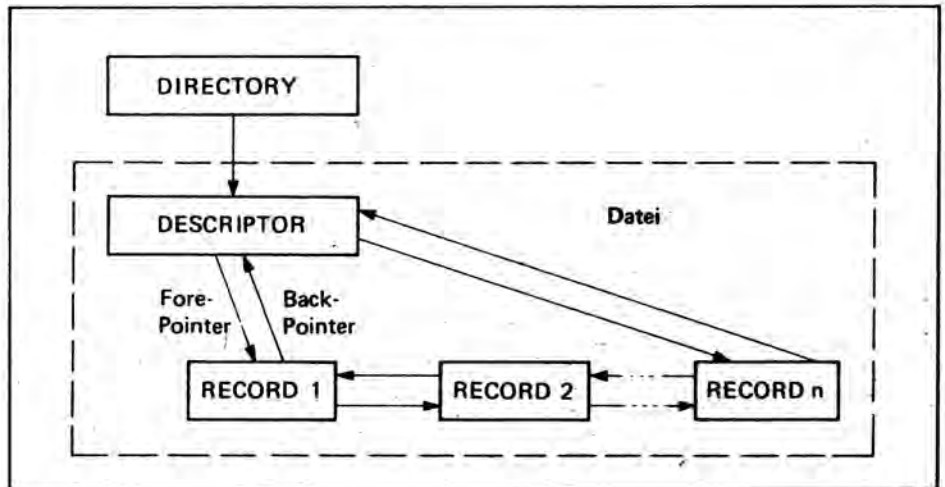 DIRECTORY
DESCRIPTOR
Datei
Fore-
Pointer
Back-
Pointer
RECORD 1
RECORD 2
RECORD n